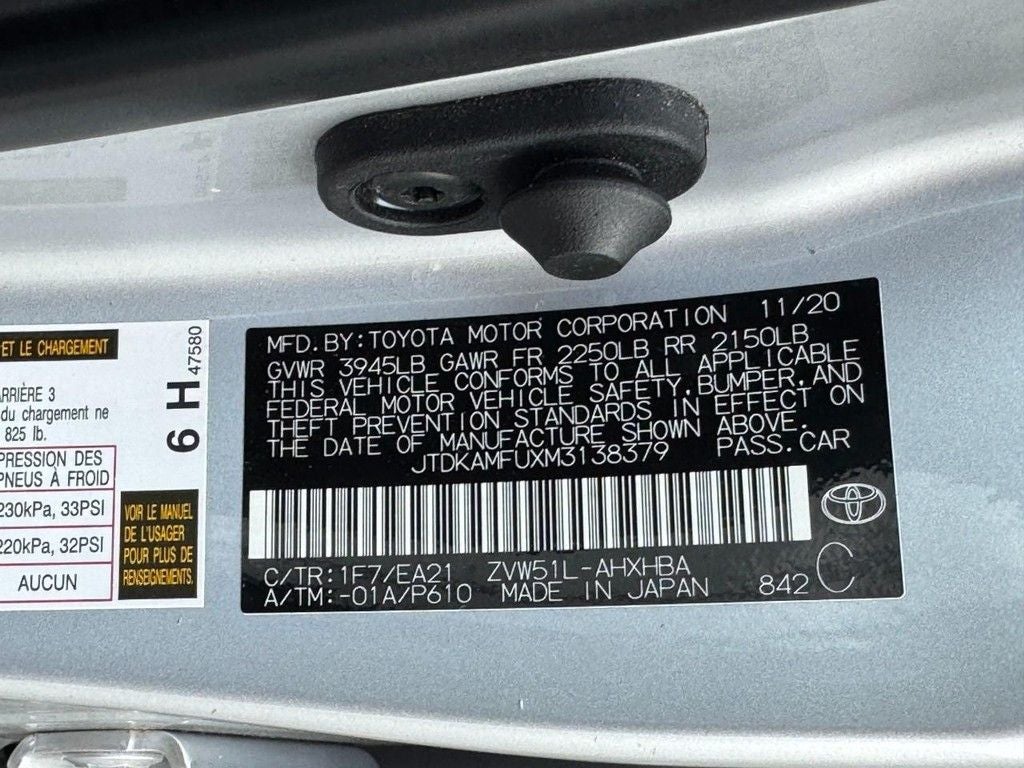 ET LE CHARGEMENT
ARRIÈRE 3
du chargement ne
825 lb.
PRESSION DES
PNEUS À FROID
230kPa, 33PSI
220kPa, 32PSI
AUCUN
6 H
47580
VOIR LE MANUEL
DE L'USAGER
POUR PLUS DE
RENSEIGNEMENTS.
MFD.BY:TOYOTA MOTOR CORPORATION 11/20
GVWR 3945LB GAWR FR 2250LB RR 2150LB
THIS VEHICLE CONFORMS TO ALL APPLICABLE
FEDERAL MOTOR VEHICLE SAFETY,BUMPER,AND
THEFT PREVENTION STANDARDS IN EFFECT ON
THE DATE OF MANUFACTURE SHOWN ABOVE.
JTDKAMFUXM3138379 PASS.CAR
C/TR:1F7/EA21 ZVW51L-AHXHBA
A/TM:-01A/P610 MADE IN JAPAN 842 C